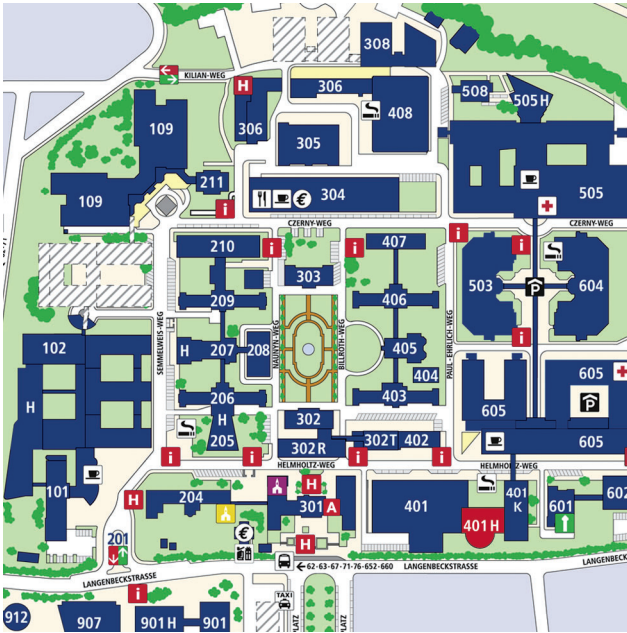 308
KILIAN-WEG
H
306
508
505 H
306
408
109
305
505
109
211
i
304
€
CZERNY-WEG
CZERNY-WEG
i
210
i
i
407
i
303
503
604
P
209
406
SEMMELWEIS-WEG
NAUNYN-WEG
BILLROTH-WEG
PAUL-EHRLICH-WEG
i
102
H
207
208
405
404
605
605
P
H
206
403
H
205
302
302 R
302T
402
605
i
i
i
i
HELMHOLTZ-WEG
HELMHOLTZ-WEG
101
H
204
H
301
A
401
401 H
401
K
601
602
201
€
H
LANGENBECKSTRASSE
62-63-67-71-76-652-660
LANGENBECKSTRASSE
LANGENBE
TAXI
i
912
907
901 H
901
PLATZ
PLATZ